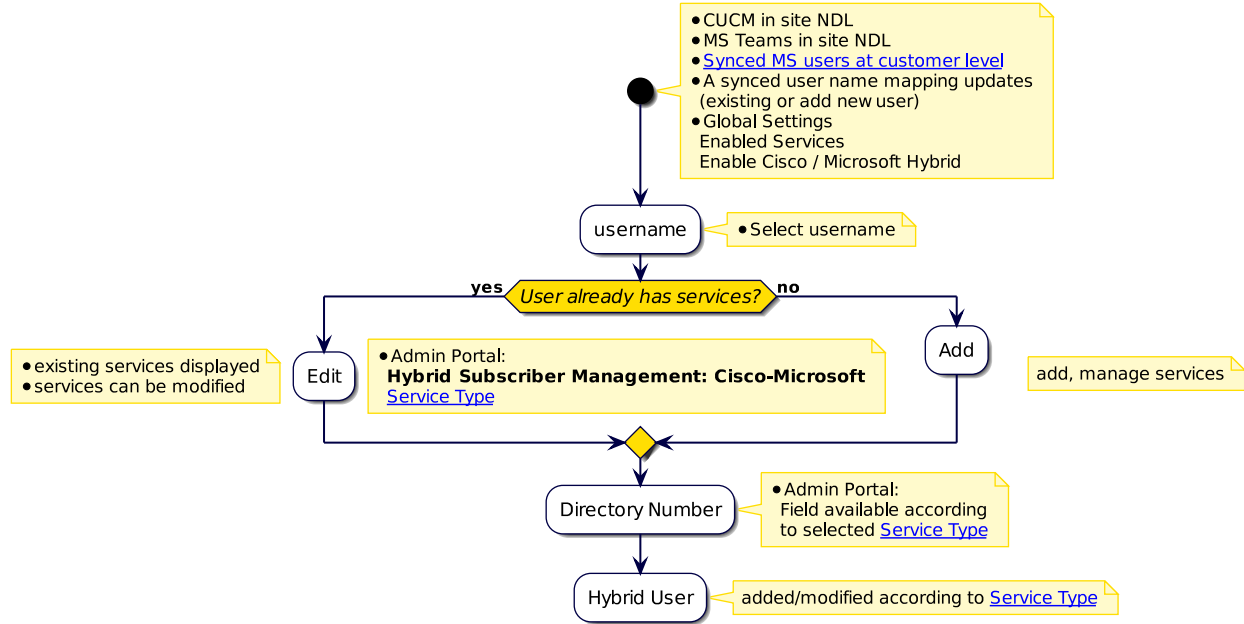 • CUCM in site NDL
• MS Teams in site NDL
• Synced MS users at customer level
• A synced user name mapping updates
(existing or add new user)
• Global Settings
Enabled Services
Enable Cisco / Microsoft Hybrid
username
• Select username
yes
User already has services?
no
• existing services displayed
• services can be modified
Edit
• Admin Portal:
Hybrid Subscriber Management: Cisco-Microsoft
Service Type
Add
add, manage services
Directory Number
• Admin Portal:
Field available according
to selected Service Type
Hybrid User
added/modified according to Service Type